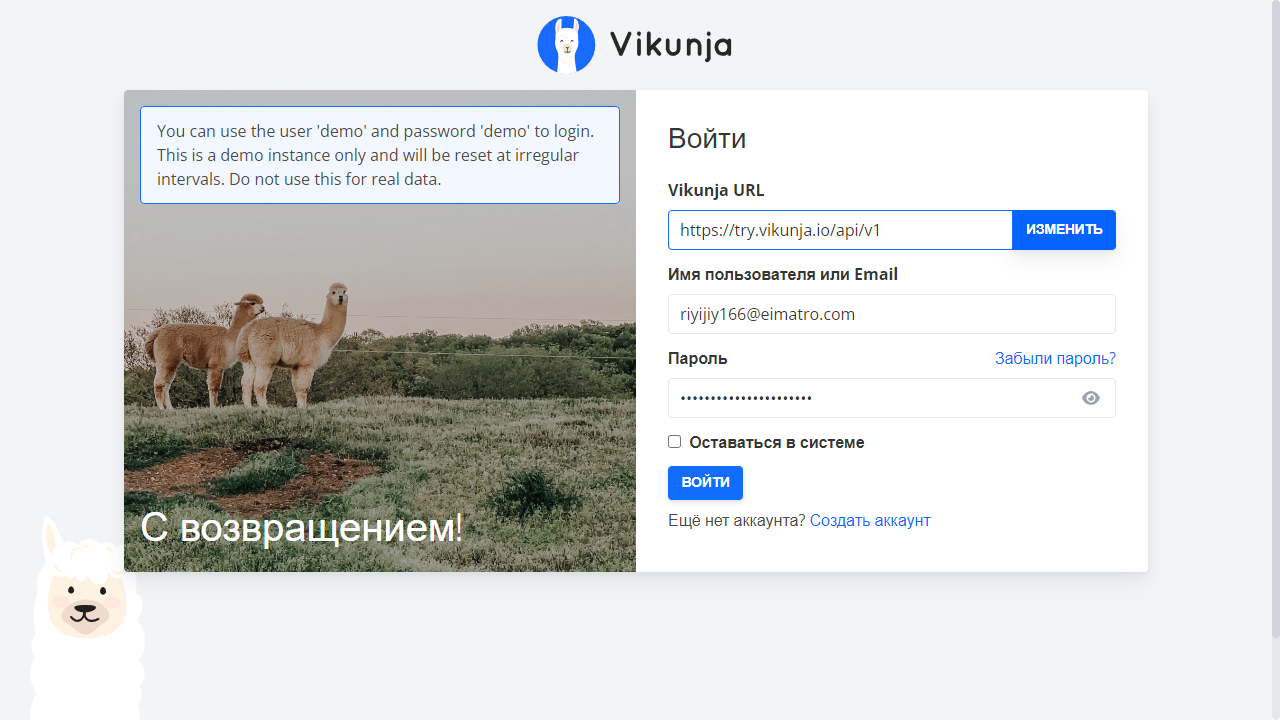 Vikunja
You can use the user 'demo' and password 'demo' to login.
This is a demo instance only and will be reset at irregular
intervals. Do not use this for real data.
С возвращением!
Войти
Vikunja URL
https://try.vikunja.io/api/v1
ИЗМЕНИТЬ
Имя пользователя или Email
riyijiy166@eimatro.com
Пароль
Забыли пароль?
••••••••••••••••••••••
Оставаться в системе
ВОЙТИ
Ещё нет аккаунта? Создать аккаунт